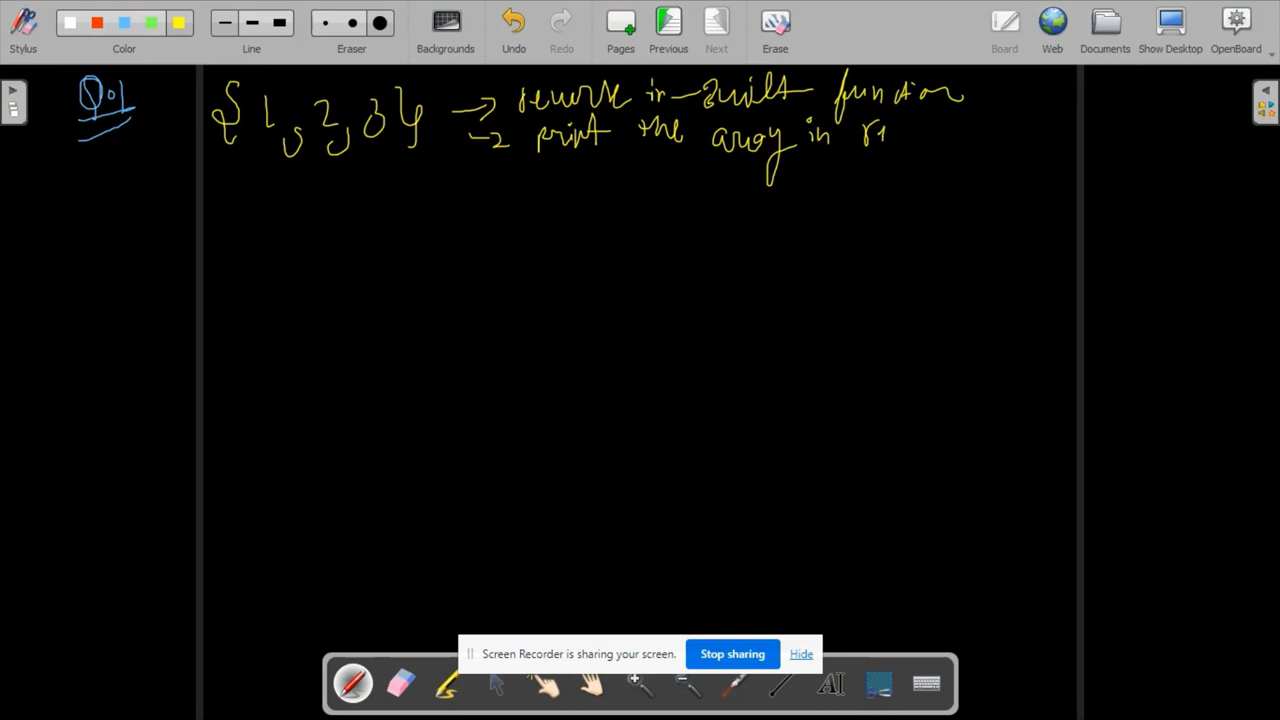 Stylus
Color
Line
Eraser
Backgrounds
Undo
Redo
Pages
Previous
Next
Erase
Board
Web
Documents
Show Desktop
OpenBoard
Q01
{ 1, 2, 3 } → reverse in-built function
→ print the array in re
Screen Recorder is sharing your screen.
Stop sharing
Hide
AI